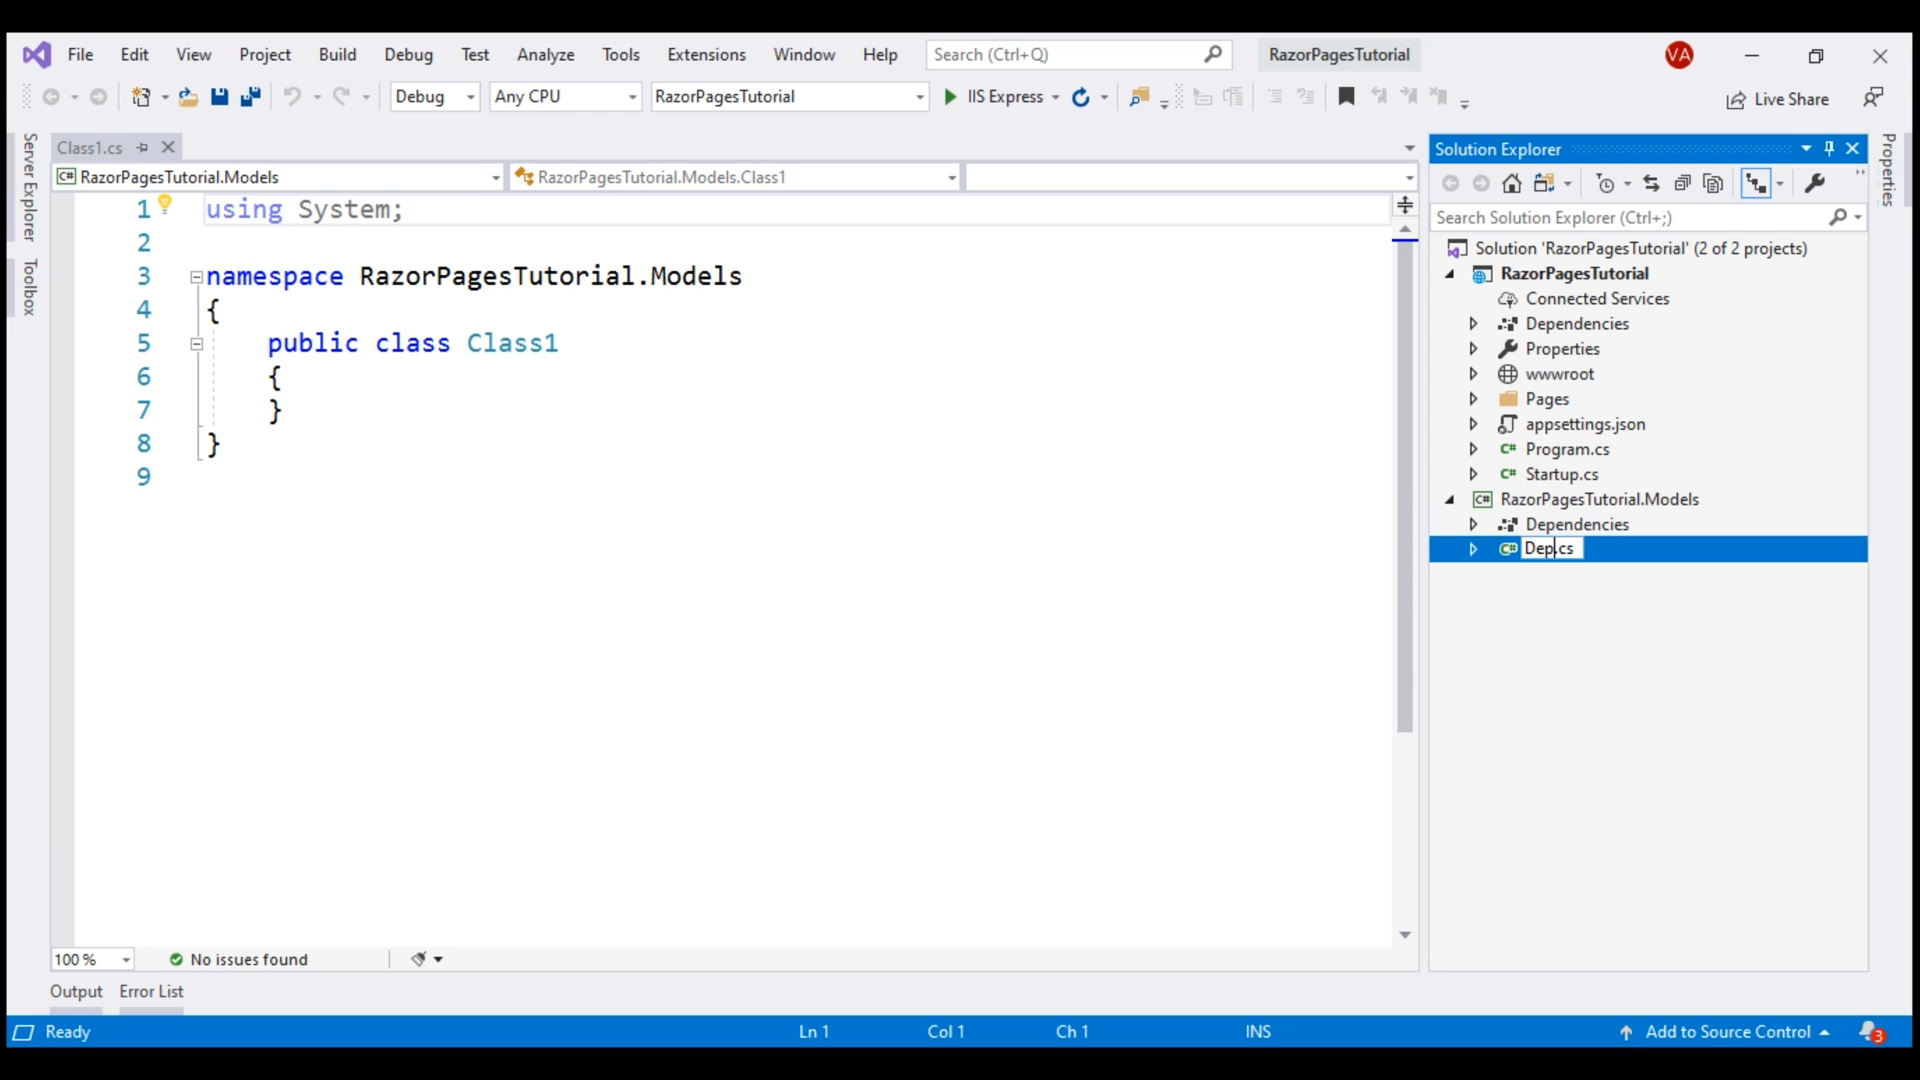 File Edit View Project Build Debug Test Analyze Tools Extensions Window Help Search (Ctrl+Q) RazorPagesTutorial VA
Debug Any CPU RazorPagesTutorial IIS Express Live Share
Server Explorer
Toolbox
Class1.cs
RazorPagesTutorial.Models RazorPagesTutorial.Models.Class1
1 using System;
2
3 namespace RazorPagesTutorial.Models
4 {
5 public class Class1
6 {
7 }
8 }
9
100 % No issues found
Output Error List
Solution Explorer
Search Solution Explorer (Ctrl+;)
Solution 'RazorPagesTutorial' (2 of 2 projects)
RazorPagesTutorial
Connected Services
Dependencies
Properties
wwwroot
Pages
appsettings.json
C# Program.cs
C# Startup.cs
C# RazorPagesTutorial.Models
Dependencies
C# Dep.cs
Properties
Ready Ln 1 Col 1 Ch 1 INS Add to Source Control 3